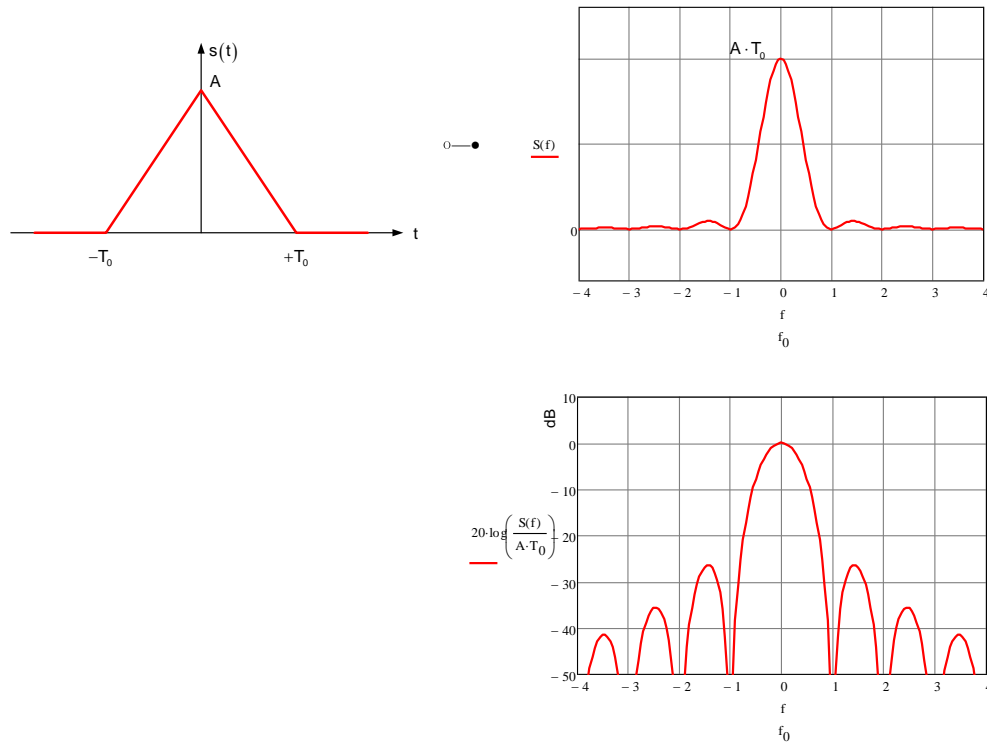 s(t)
A
−T₀
+T₀
t
A·T₀
S(f)
0
−4 −3 −2 −1 0 1 2 3 4
f
f₀
10
dB
0
−10
20·log(S(f)/A·T₀) −20
−30
−40
−50
−4 −3 −2 −1 0 1 2 3 4
f
f₀